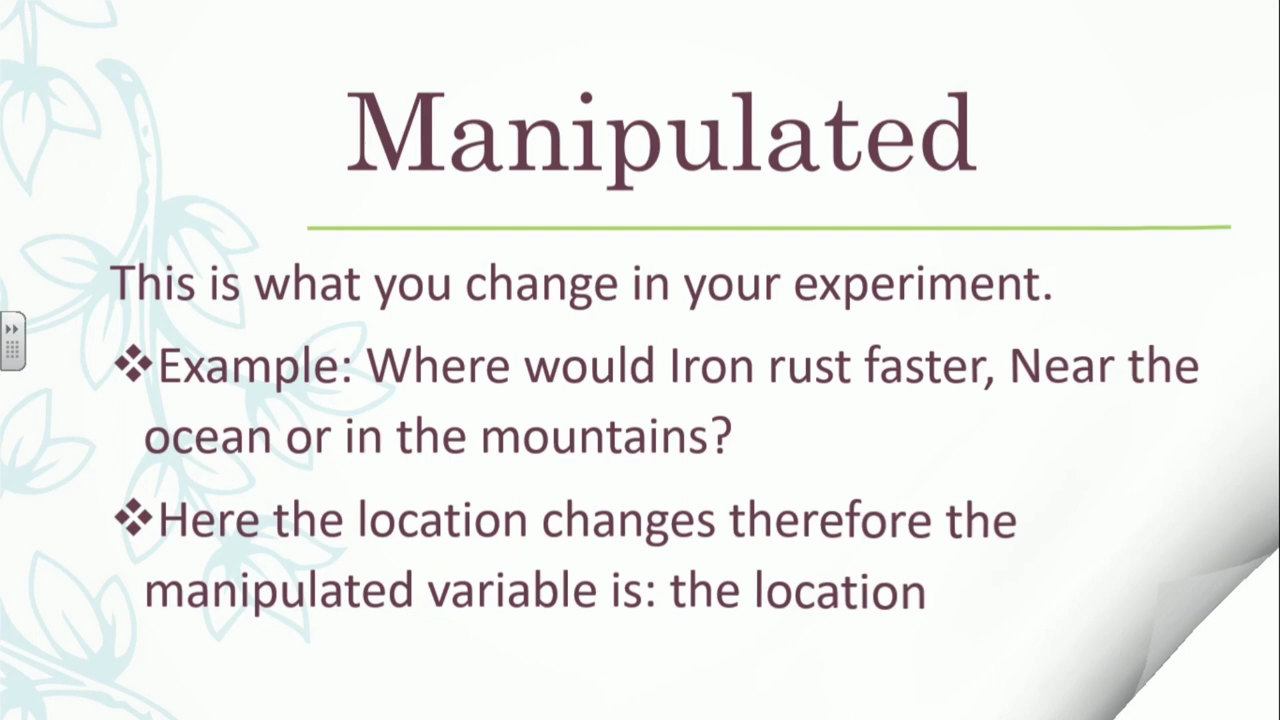 Manipulated
This is what you change in your experiment.
❖Example: Where would Iron rust faster, Near the
ocean or in the mountains?
❖Here the location changes therefore the
manipulated variable is: the location